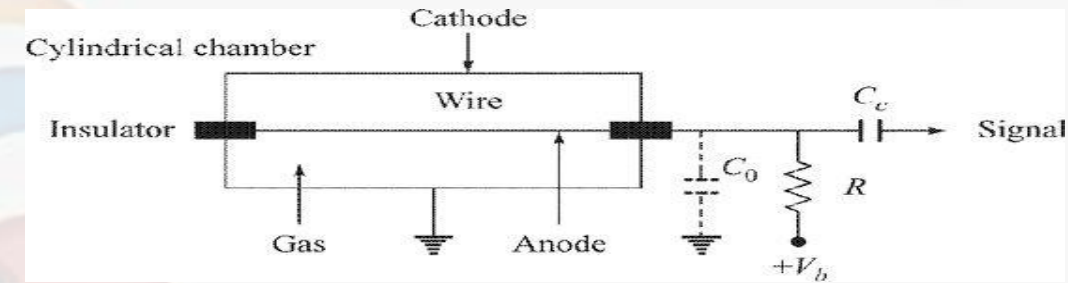 Cathode
Cylindrical chamber
Wire
Insulator
C_c
Signal
C_0
R
Gas
Anode
+V_b